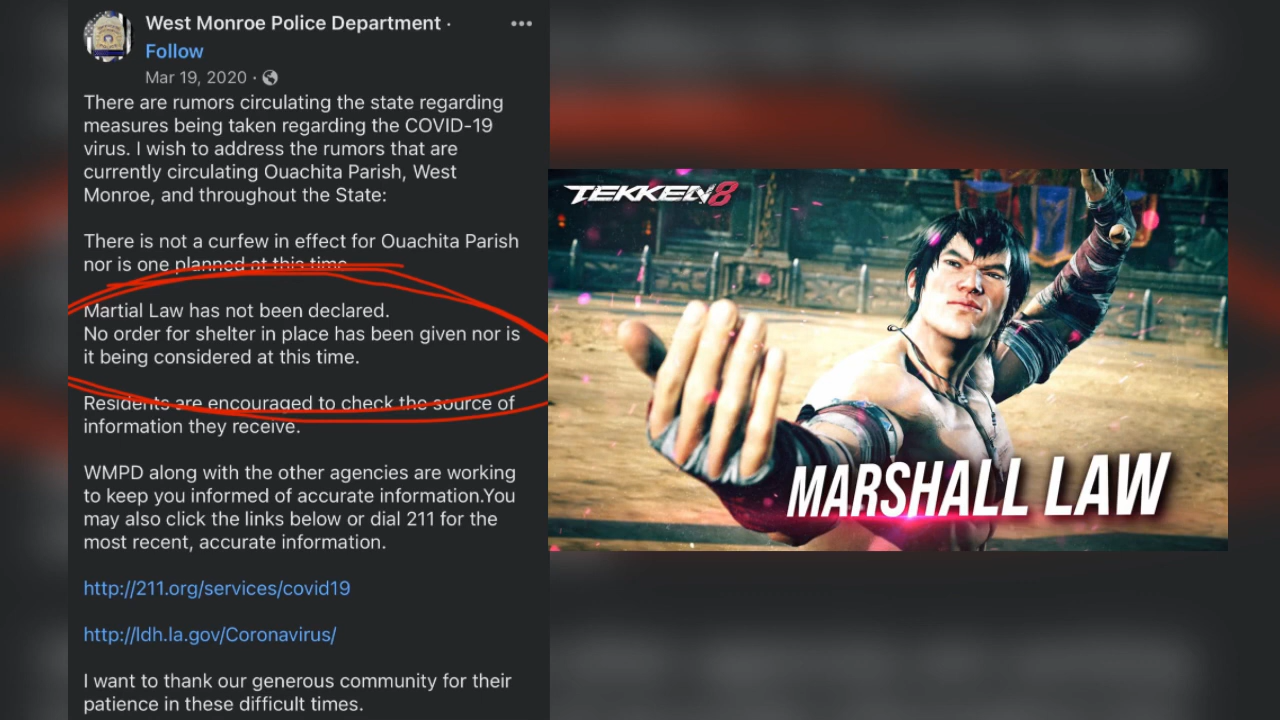 West Monroe Police Department ·
Follow
Mar 19, 2020 ·
There are rumors circulating the state regarding
measures being taken regarding the COVID-19
virus. I wish to address the rumors that are
currently circulating Ouachita Parish, West
Monroe, and throughout the State:
There is not a curfew in effect for Ouachita Parish
nor is one planned at this time.
Martial Law has not been declared.
No order for shelter in place has been given nor is
it being considered at this time.
Residents are encouraged to check the source of
information they receive.
WMPD along with the other agencies are working
to keep you informed of accurate information.You
may also click the links below or dial 211 for the
most recent, accurate information.
http://211.org/services/covid19
http://ldh.la.gov/Coronavirus/
I want to thank our generous community for their
patience in these difficult times.
TEKKEN 8
MARSHALL LAW